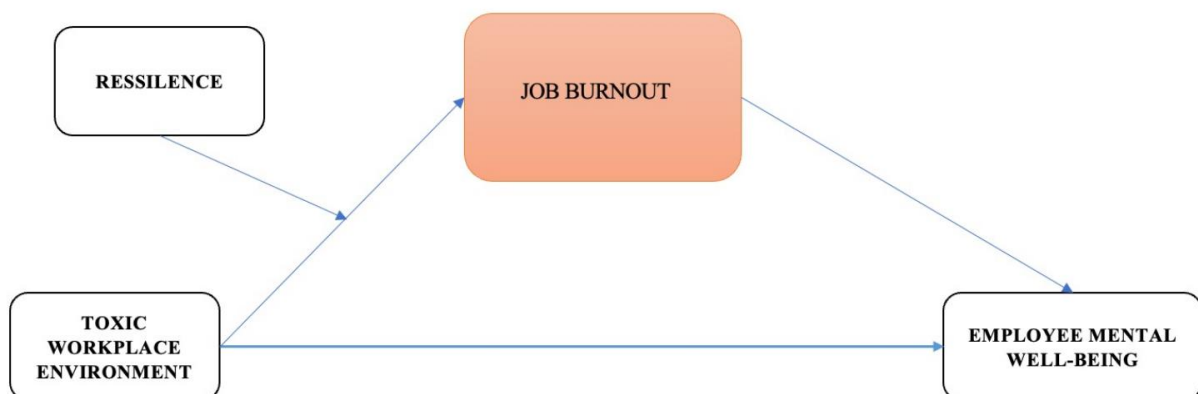 RESSILENCE
JOB BURNOUT
TOXIC
WORKPLACE
ENVIRONMENT
EMPLOYEE MENTAL
WELL-BEING